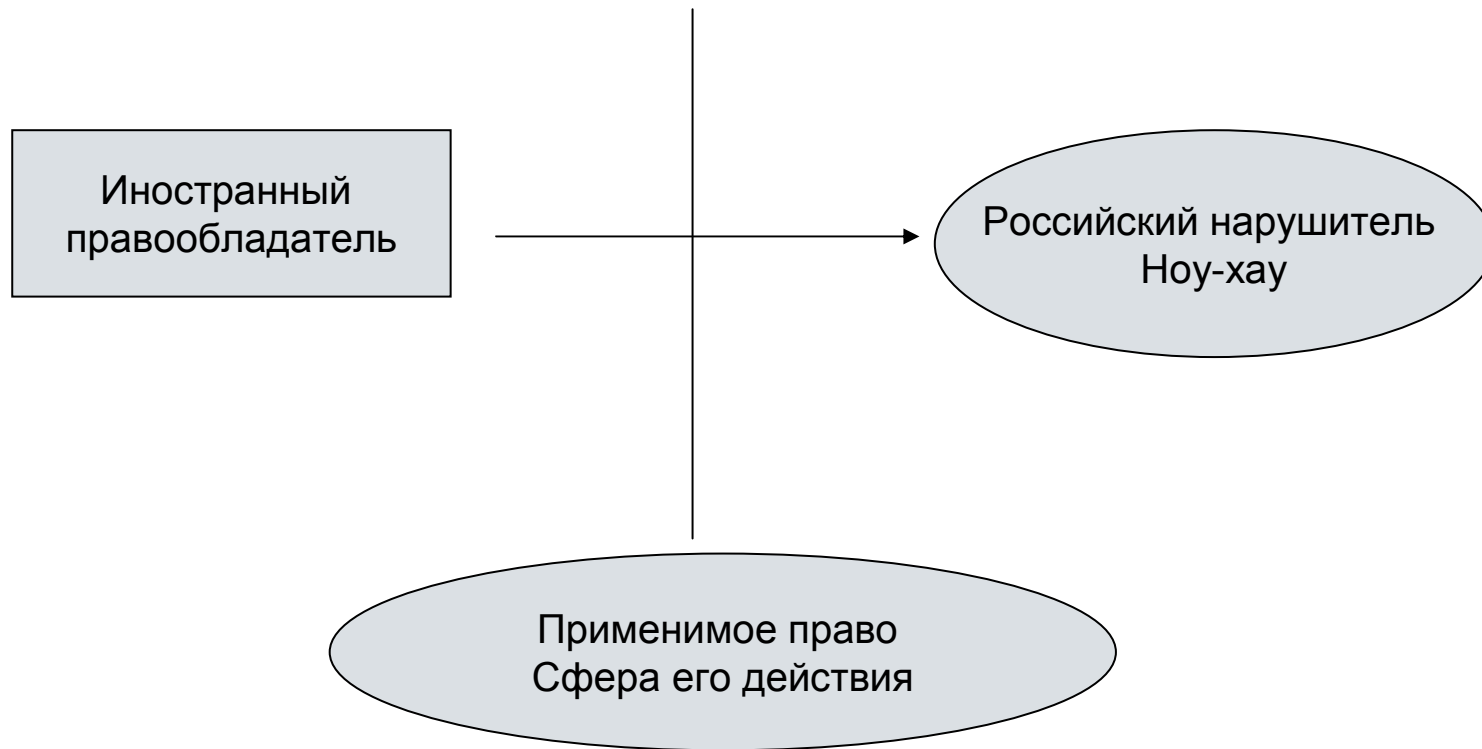 Иностранный
правообладатель
Российский нарушитель
Ноу-хау
Применимое право
Сфера его действия